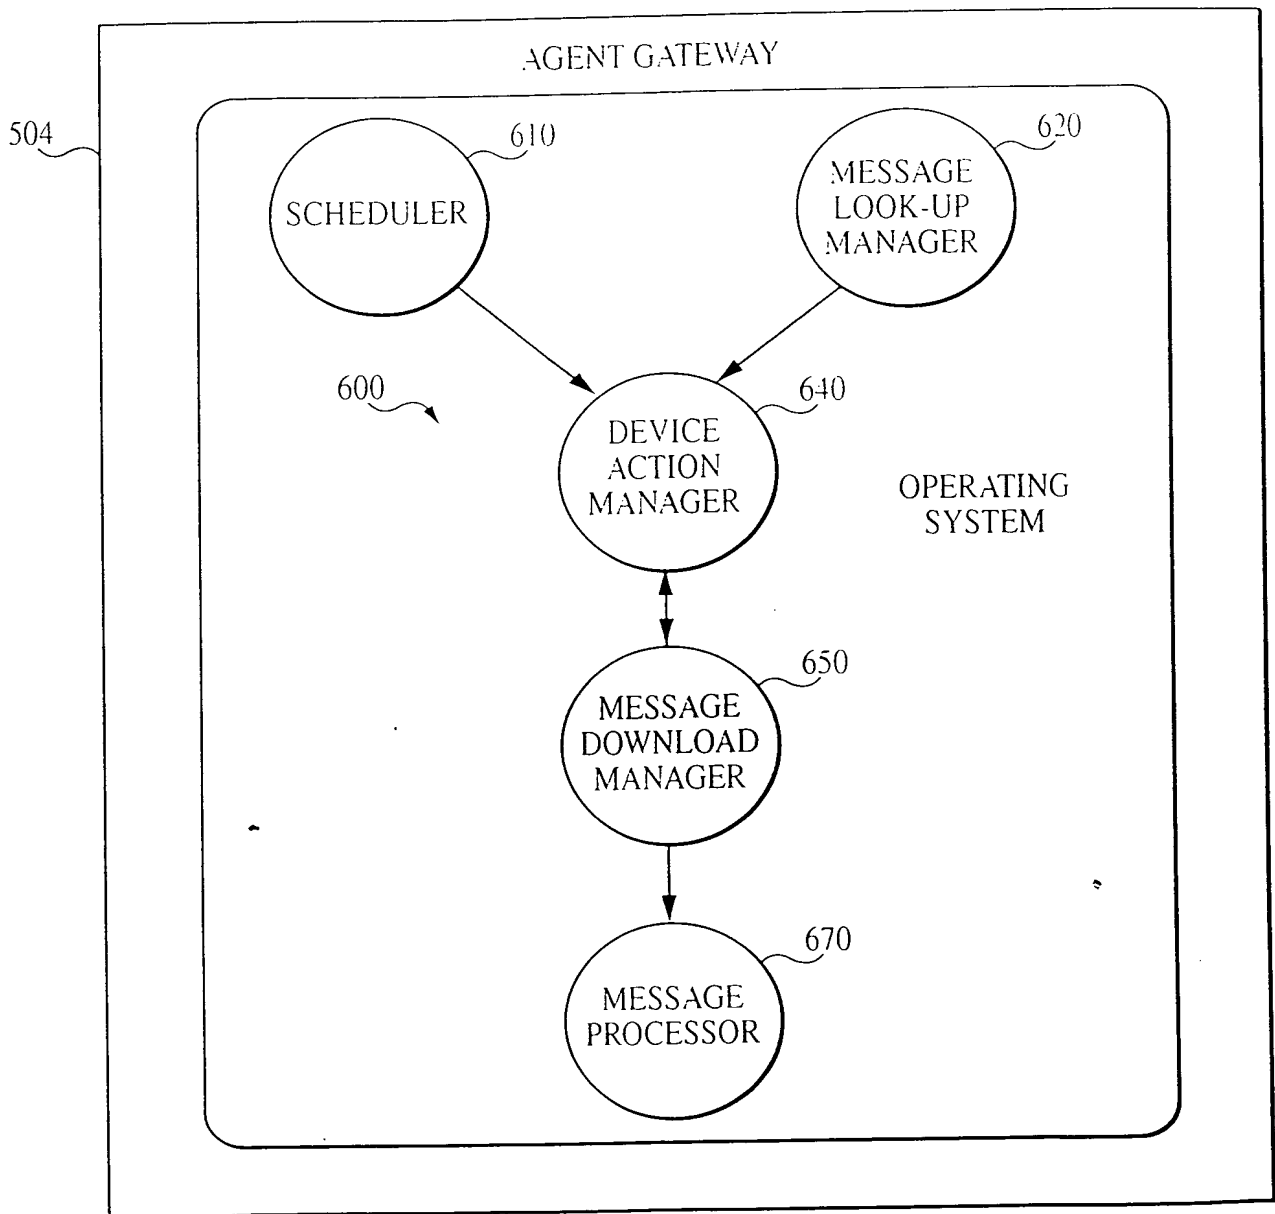 AGENT GATEWAY
504
610
620
SCHEDULER
MESSAGE
LOOK-UP
MANAGER
600
640
DEVICE
ACTION
MANAGER
OPERATING
SYSTEM
650
MESSAGE
DOWNLOAD
MANAGER
670
MESSAGE
PROCESSOR